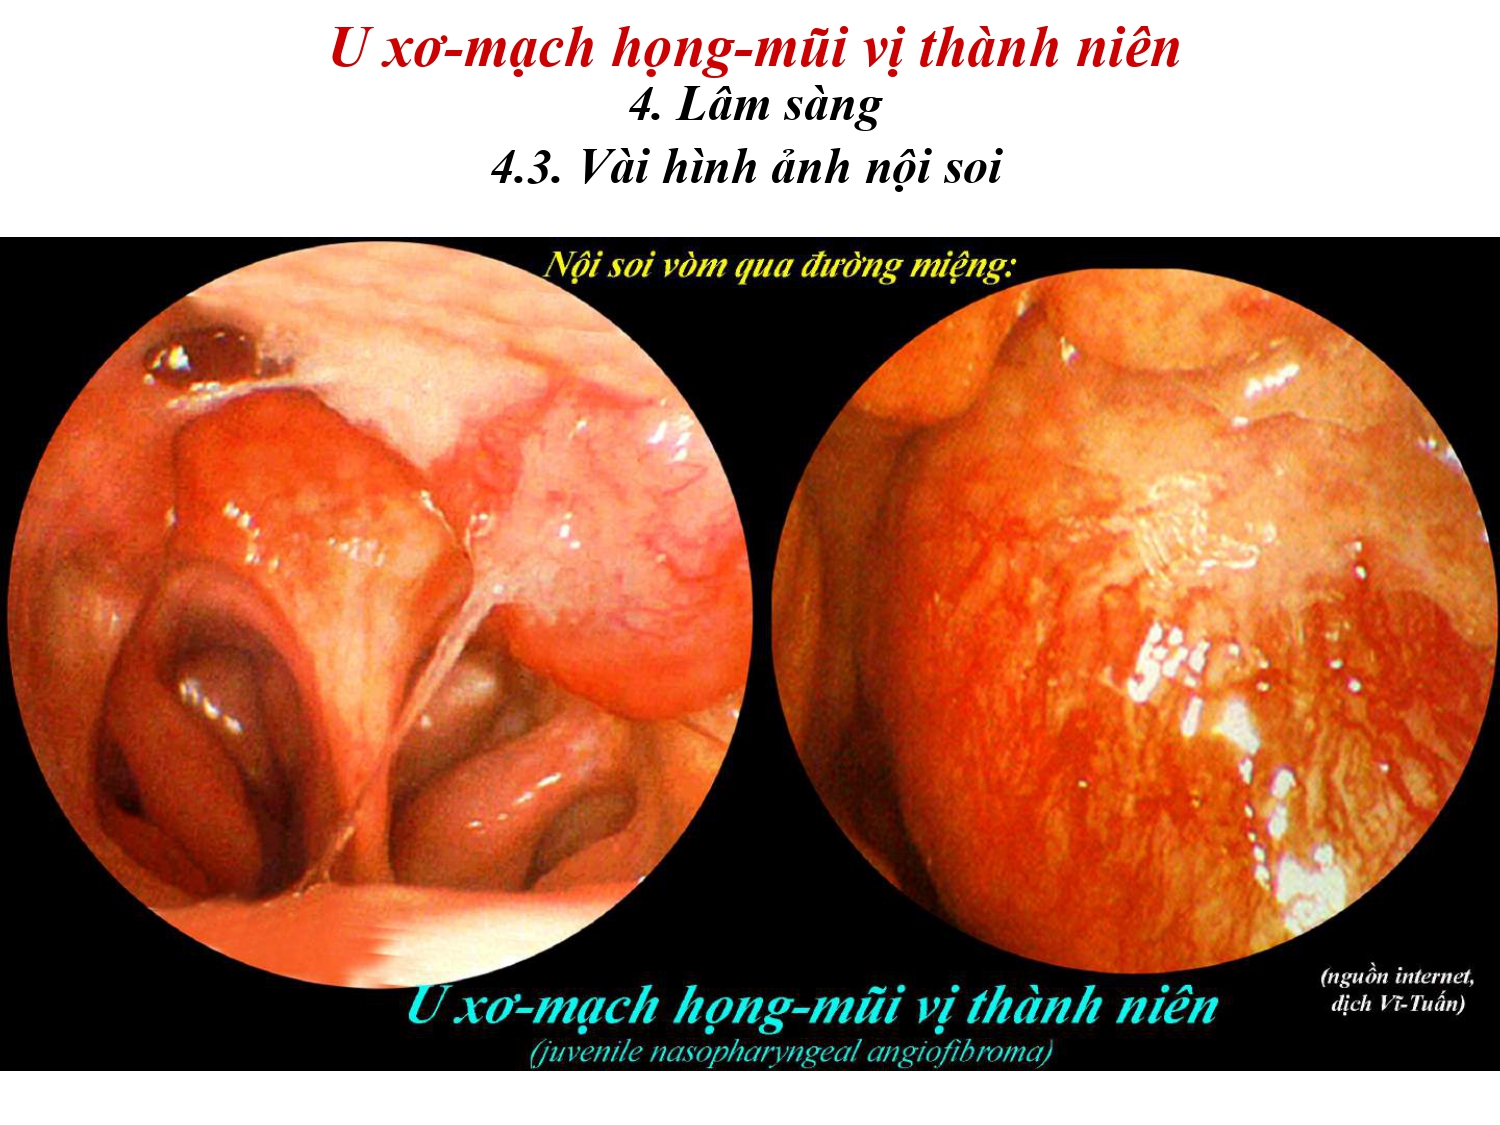 U xơ-mạch họng-mũi vị thành niên
4. Lâm sàng
4.3. Vài hình ảnh nội soi
Nội soi vòm qua đường miệng:
U xơ-mạch họng-mũi vị thành niên
(juvenile nasopharyngeal angiofibroma)
(nguồn internet,
dịch Vĩ-Tuấn)